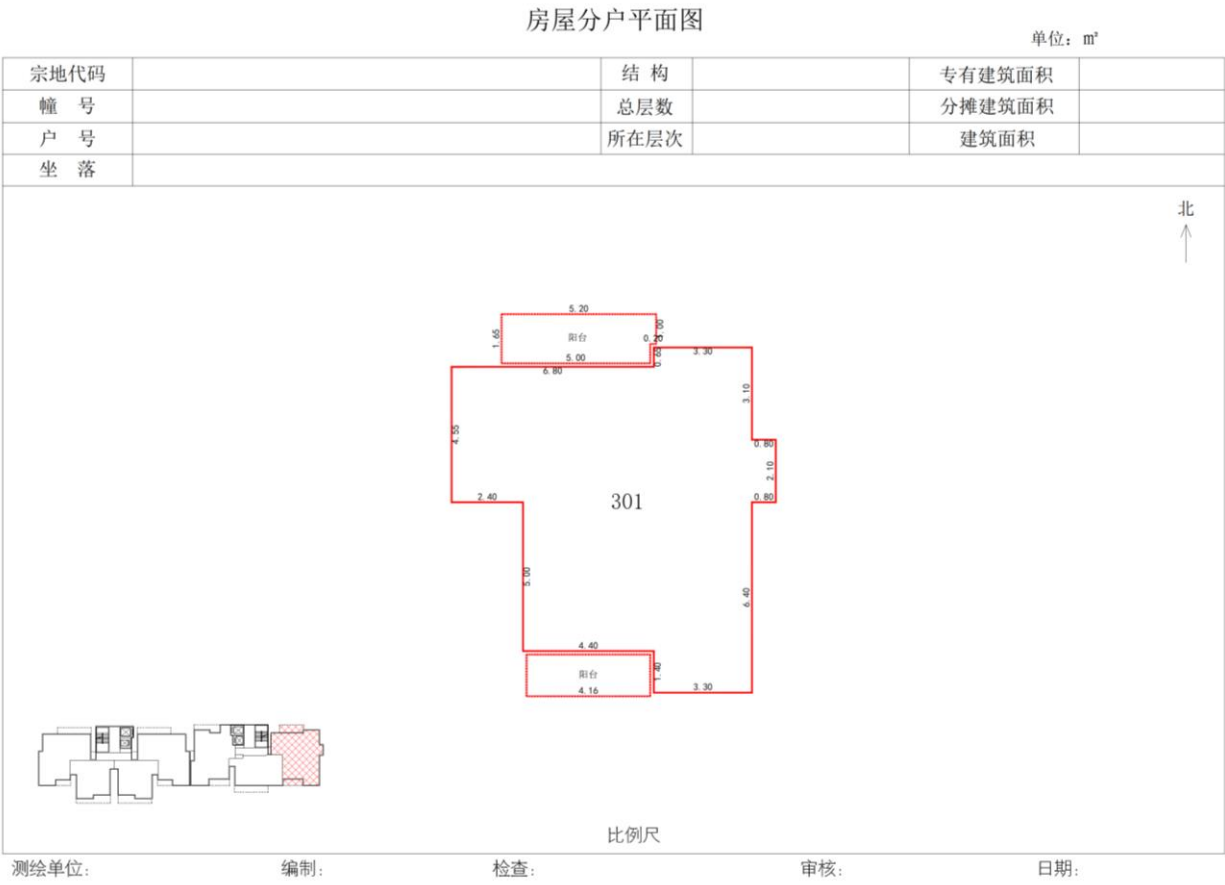 房屋分户平面图
单位：㎡
宗地代码 结 构 专有建筑面积
幢 号 总层数 分摊建筑面积
户 号 所在层次 建筑面积
坐 落
北
5.20
1.65 阳台 1.00
0.20
5.00 0.60 3.30
6.80
3.10
4.55 0.80
2.10
2.40 301 0.80
5.00 6.40
4.40
阳台 1.40
4.16 3.30
比例尺
测绘单位： 编制： 检查： 审核： 日期：